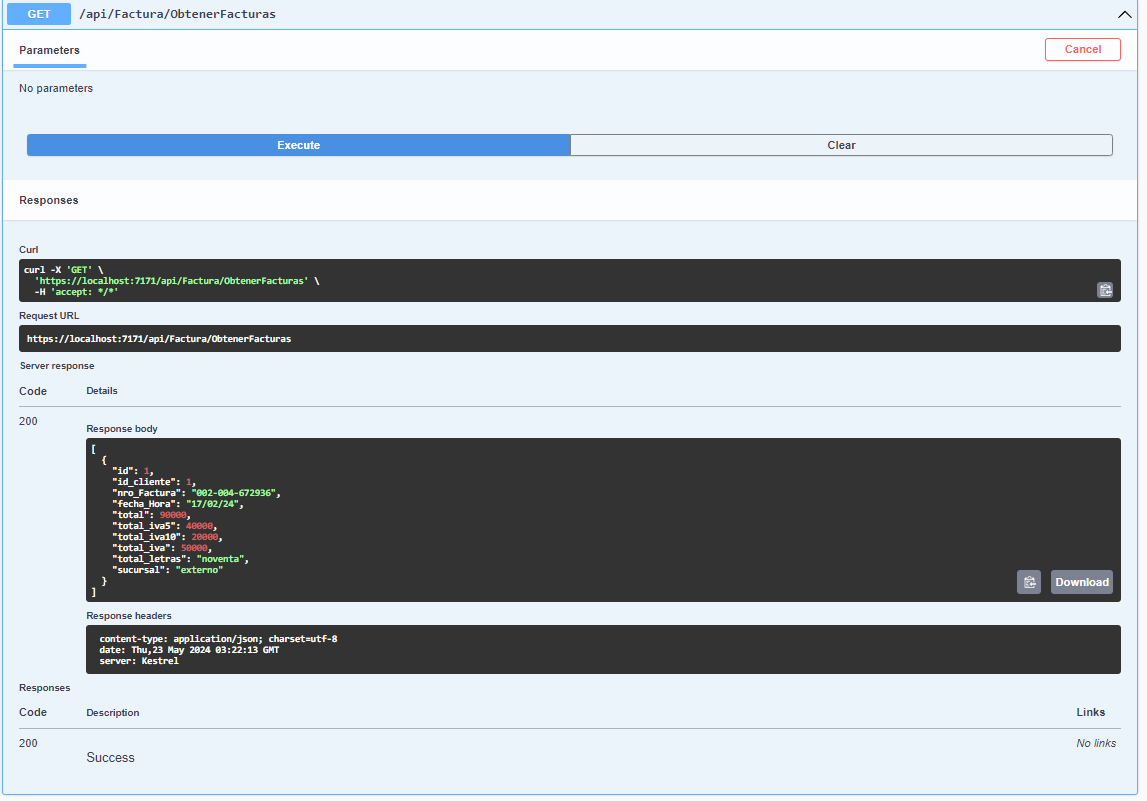 GET /api/Factura/ObtenerFacturas
Parameters
Cancel
No parameters
Execute
Clear
Responses
Curl
curl -X 'GET' \
  'https://localhost:7171/api/Factura/ObtenerFacturas' \
  -H 'accept: */*'
Request URL
https://localhost:7171/api/Factura/ObtenerFacturas
Server response
Code Details
200
Response body
[
  {
    "id": 1,
    "id_cliente": 1,
    "nro_Factura": "002-004-672936",
    "fecha_Hora": "17/02/24",
    "total": 90000,
    "total_iva5": 40000,
    "total_iva10": 20000,
    "total_iva": 50000,
    "total_letras": "noventa",
    "sucursal": "externo"
  }
]
Download
Response headers
content-type: application/json; charset=utf-8
date: Thu,23 May 2024 03:22:13 GMT
server: Kestrel
Responses
Code Description Links
200 No links
Success